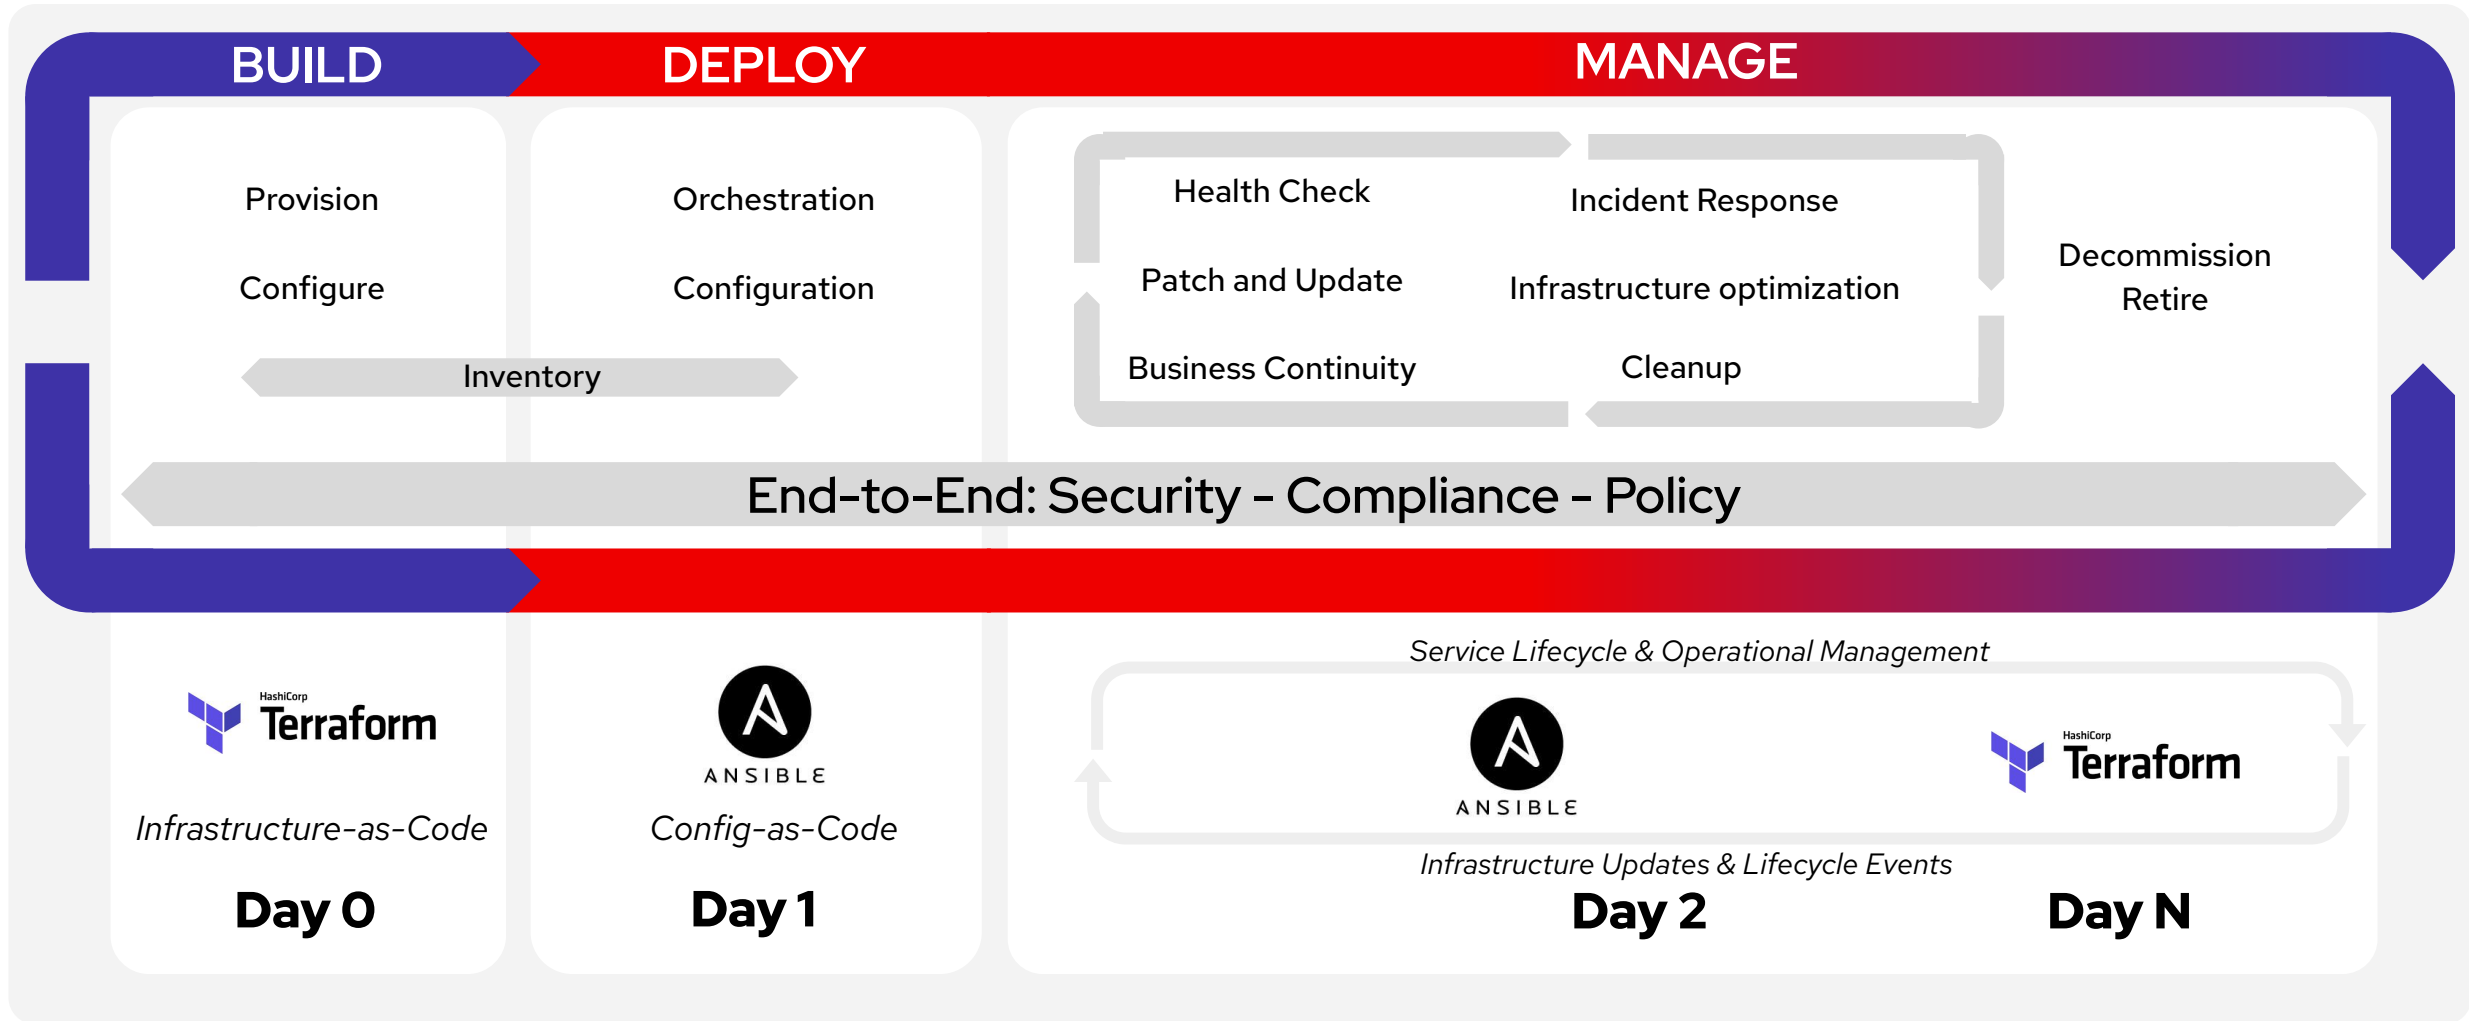 BUILD
DEPLOY
MANAGE
Provision
Configure
Orchestration
Configuration
Inventory
Health Check
Patch and Update
Business Continuity
Incident Response
Infrastructure optimization
Cleanup
Decommission
Retire
End-to-End: Security - Compliance - Policy
HashiCorp
Terraform
Infrastructure-as-Code
Day 0
ANSIBLE
Config-as-Code
Day 1
Service Lifecycle & Operational Management
ANSIBLE
HashiCorp
Terraform
Infrastructure Updates & Lifecycle Events
Day 2
Day N